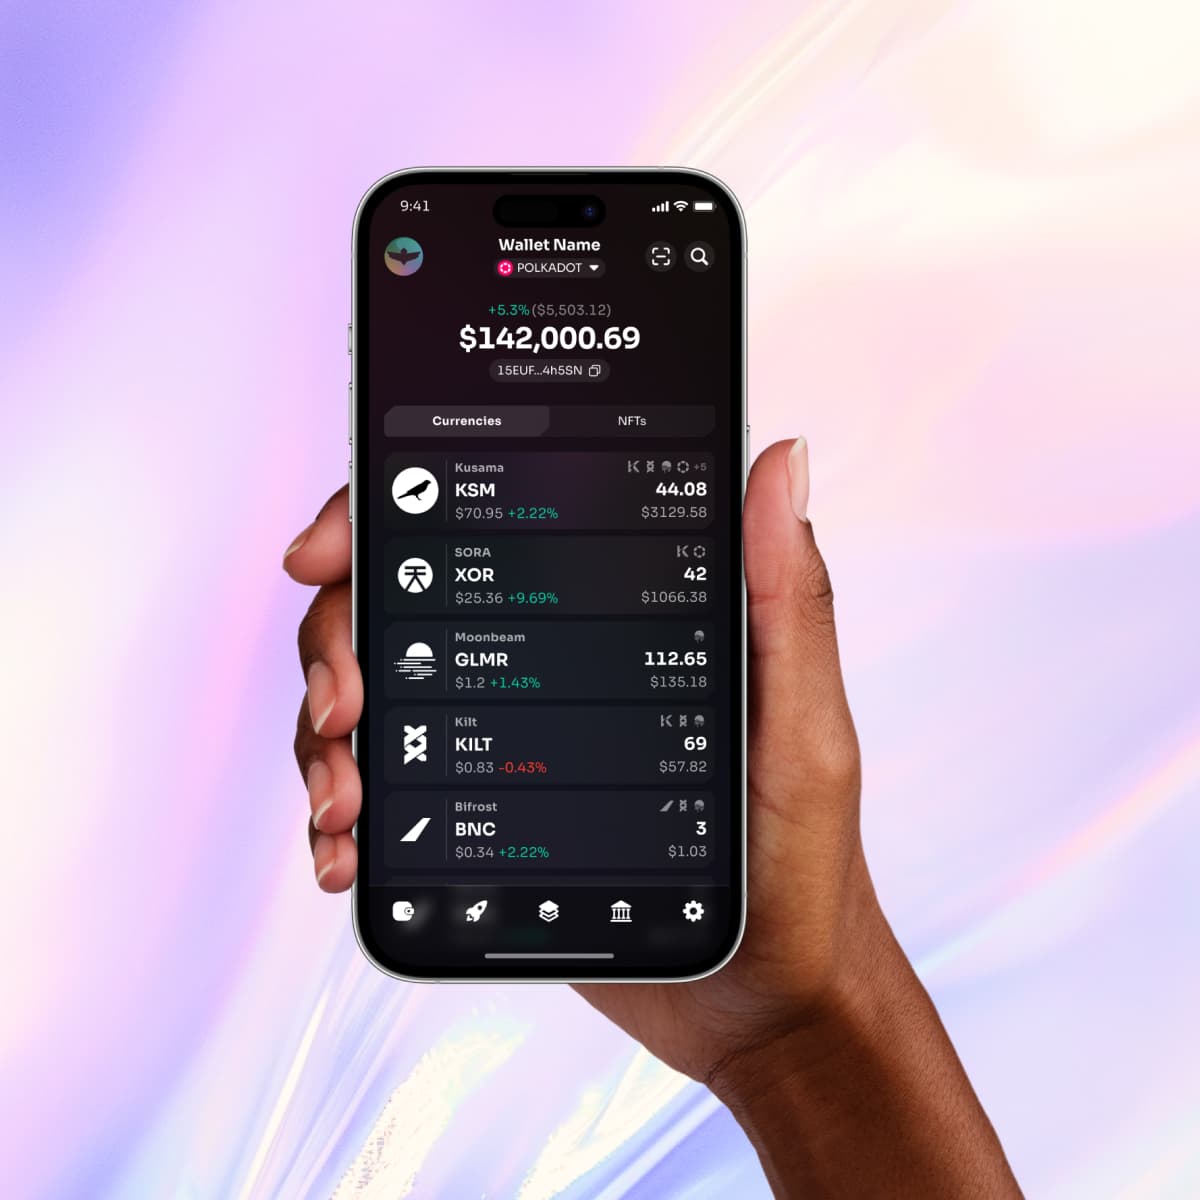 9:41
Wallet Name
POLKADOT
+5.3% ($5,503.12)
$142,000.69
15EUF...4h5SN
Currencies NFTs
Kusama +5
KSM 44.08
$70.95 +2.22% $3129.58
SORA
XOR 42
$25.36 +9.69% $1066.38
Moonbeam
GLMR 112.65
$1.2 +1.43% $135.18
Kilt
KILT 69
$0.83 -0.43% $57.82
Bifrost
BNC 3
$0.34 +2.22% $1.03